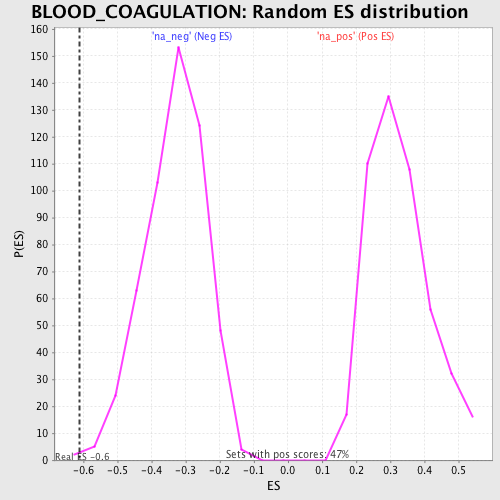 BLOOD_COAGULATION: Random ES distribution
'na_neg' (Neg ES)
'na_pos' (Pos ES)
160
150
140
130
120
110
100
90
80
70
60
50
40
30
20
10
0
P(ES)
Real ES -0.6
Sets with pos scores: 47%
-0.6 -0.5 -0.4 -0.3 -0.2 -0.1 0.0 0.1 0.2 0.3 0.4 0.5
ES